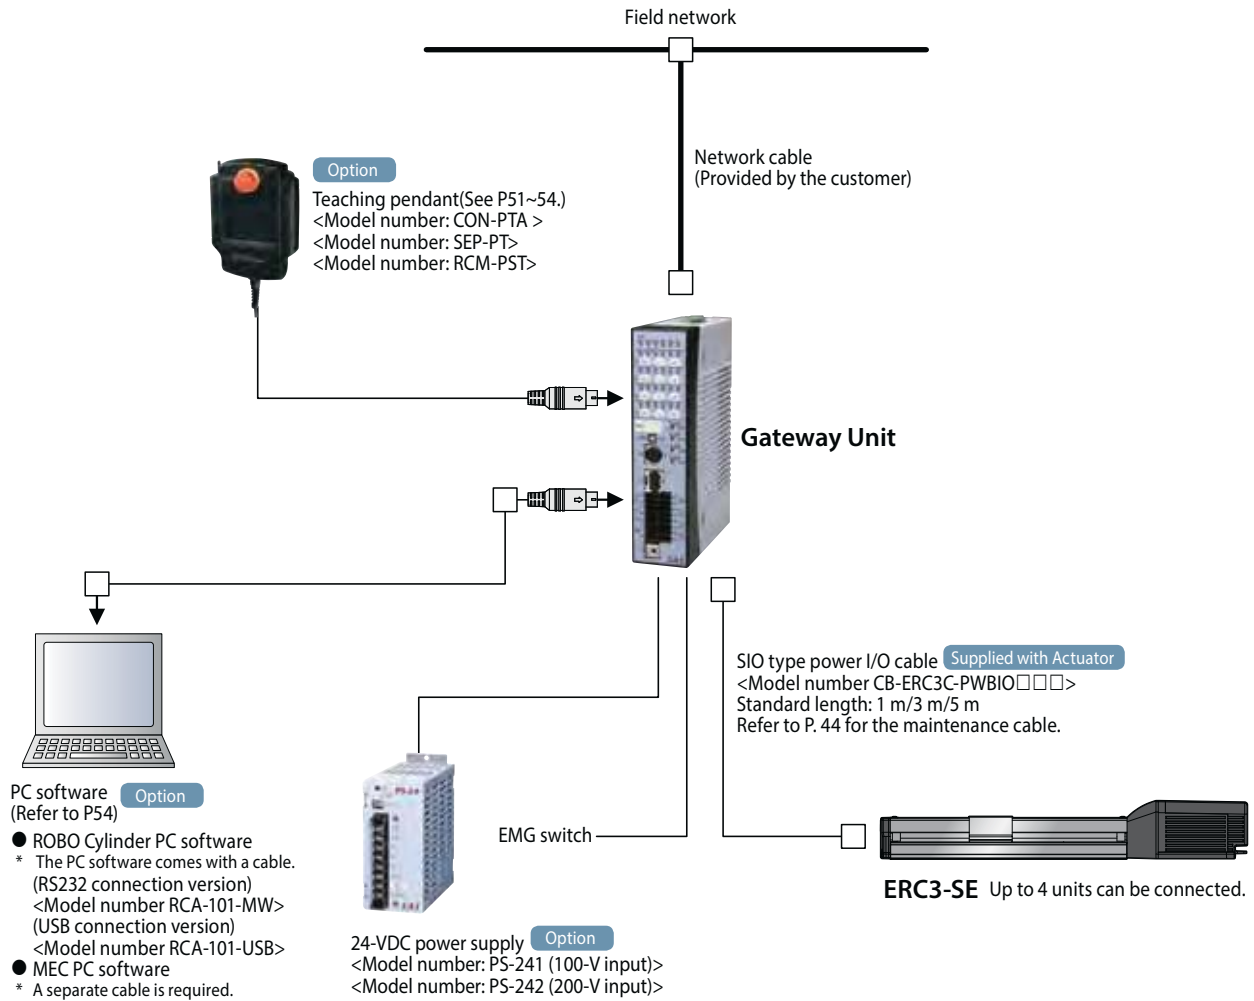 Field network
Network cable
(Provided by the customer)
Option
Teaching pendant(See P51~54.)
<Model number: CON-PTA >
<Model number: SEP-PT>
<Model number: RCM-PST>
Gateway Unit
SIO type power I/O cable Supplied with Actuator
<Model number CB-ERC3C-PWBIO□□□>
Standard length: 1 m/3 m/5 m
Refer to P. 44 for the maintenance cable.
PC software Option
(Refer to P54)
● ROBO Cylinder PC software
* The PC software comes with a cable.
(RS232 connection version)
<Model number RCA-101-MW>
(USB connection version)
<Model number RCA-101-USB>
● MEC PC software
* A separate cable is required.
PS-24
24-VDC power supply Option
<Model number: PS-241 (100-V input)>
<Model number: PS-242 (200-V input)>
EMG switch
ERC3-SE Up to 4 units can be connected.